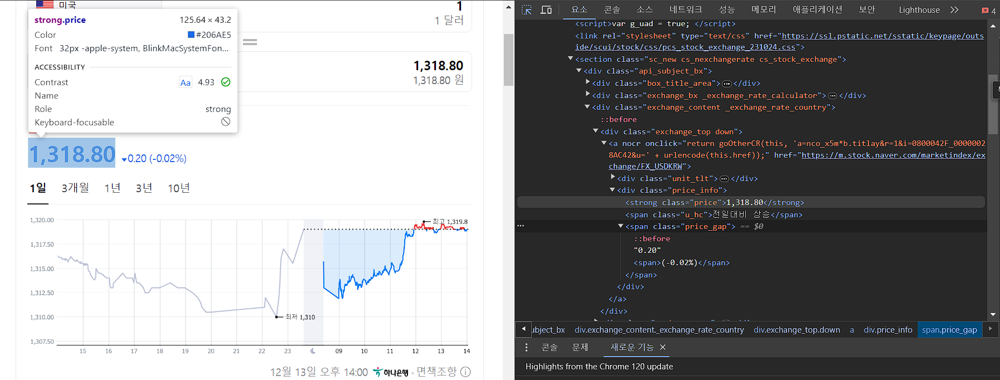 미국
1
1 달러
strong.price 125.64 × 43.2
Color #206AE5
Font 32px -apple-system, BlinkMacSystemFon...
ACCESSIBILITY
Contrast Aa 4.93
Name
Role strong
Keyboard-focusable
1,318.80
1,318.80 원
1,318.80 ▾0.20 (-0.02%)
1일 3개월 1년 3년 10년
1,320.00
1,317.50
1,315.00
1,312.50
1,310.00
1,307.50
최고 1,319.8
최저 1,310
15 16 17 18 19 20 21 22 23 09 10 11 12 13 14
12월 13일 오후 14:00 하나은행 · 면책조항
요소 콘솔 소스 네트워크 성능 메모리 애플리케이션 보안 Lighthouse 4
<script>var g_uad = true; </script>
<link rel="stylesheet" type="text/css" href="https://ssl.pstatic.net/sstatic/keypage/outs
ide/scui/stock/css/pcs_stock_exchange_231024.css">
<section class="sc_new cs_nexchangerate cs_stock_exchange">
<div class="api_subject_bx">
<div class="box_title_area">…</div>
<div class="exchange_bx _exchange_rate_calculator">…</div>
<div class="exchange_content _exchange_rate_country">
::before
<div class="exchange_top down">
<a nocr onclick="return goOtherCR(this, 'a=nco_x5m*b.titlay&r=1&i=0800042F_0000002
8AC42&u=' + urlencode(this.href));" href="https://m.stock.naver.com/marketindex/ex
change/FX_USDKRW">
<div class="unit_tlt">…</div>
<div class="price_info">
<strong class="price">1,318.80</strong>
<span class="u_hc">전일대비 상승</span>
<span class="price_gap"> == $0
::before
"0.20"
<span>(-0.02%)</span>
</span>
</div>
</a>
</div>
ubject_bx div.exchange_content._exchange_rate_country div.exchange_top.down a div.price_info span.price_gap
콘솔 문제 새로운 기능 ×
Highlights from the Chrome 120 update